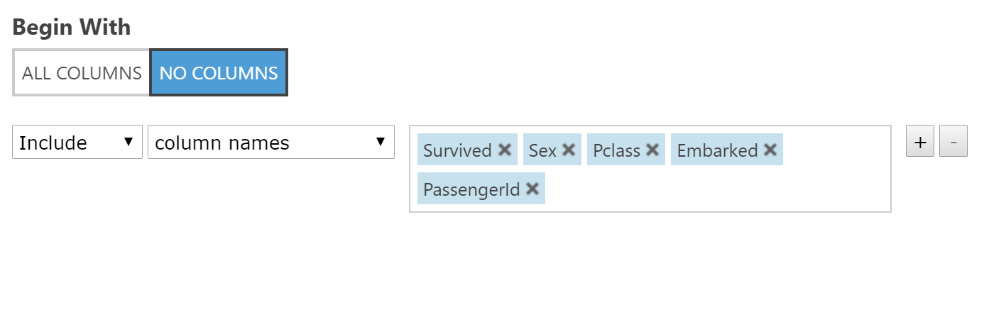 Begin With
ALL COLUMNS NO COLUMNS
Include column names Survived Sex Pclass Embarked + -
PassengerId